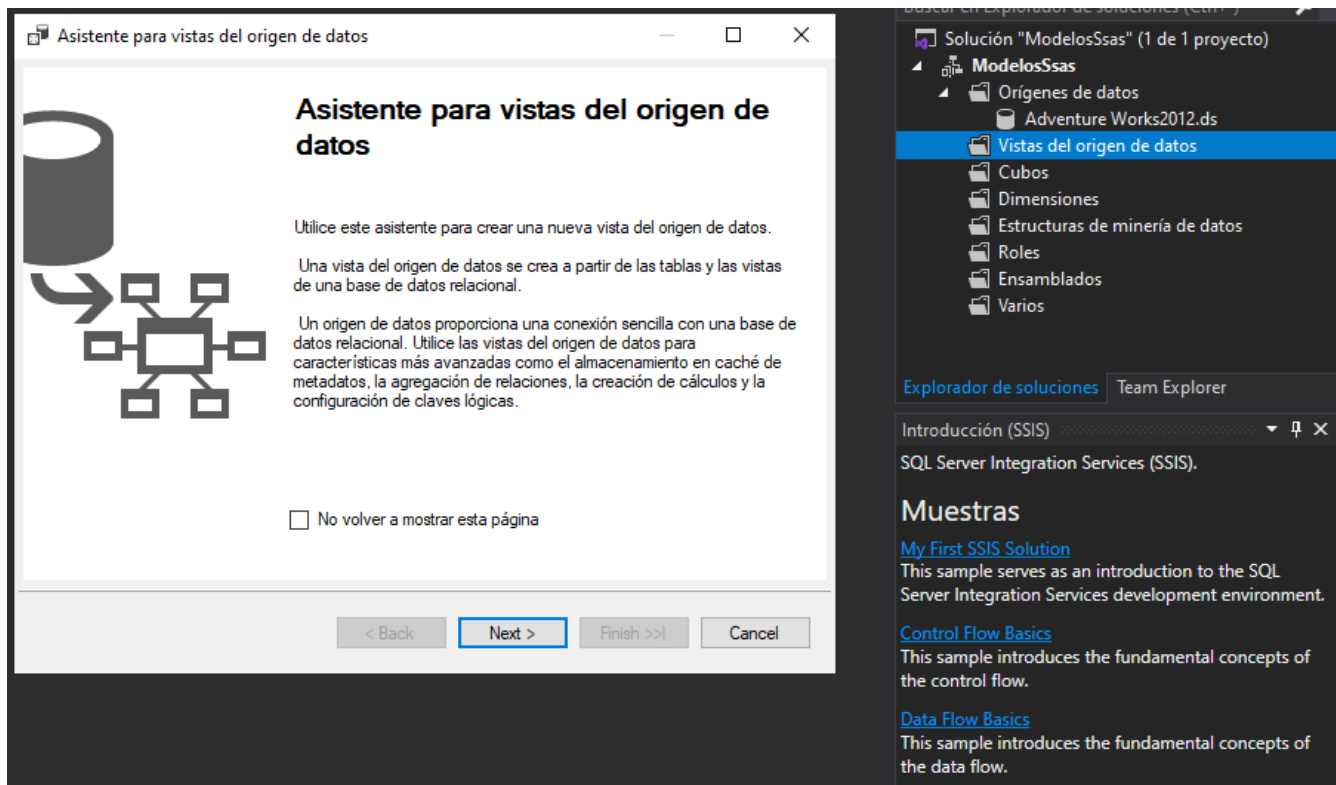 Asistente para vistas del origen de datos
Asistente para vistas del origen de
datos
Utilice este asistente para crear una nueva vista del origen de datos.
Una vista del origen de datos se crea a partir de las tablas y las vistas
de una base de datos relacional.
Un origen de datos proporciona una conexión sencilla con una base de
datos relacional. Utilice las vistas del origen de datos para
características más avanzadas como el almacenamiento en caché de
metadatos, la agregación de relaciones, la creación de cálculos y la
configuración de claves lógicas.
No volver a mostrar esta página
< Back
Next >
Finish >>|
Cancel
Buscar en Explorador de soluciones
Solución "ModelosSsas" (1 de 1 proyecto)
ModelosSsas
Orígenes de datos
Adventure Works2012.ds
Vistas del origen de datos
Cubos
Dimensiones
Estructuras de minería de datos
Roles
Ensamblados
Varios
Explorador de soluciones
Team Explorer
Introducción (SSIS)
SQL Server Integration Services (SSIS).
Muestras
My First SSIS Solution
This sample serves as an introduction to the SQL
Server Integration Services development environment.
Control Flow Basics
This sample introduces the fundamental concepts of
the control flow.
Data Flow Basics
This sample introduces the fundamental concepts of
the data flow.